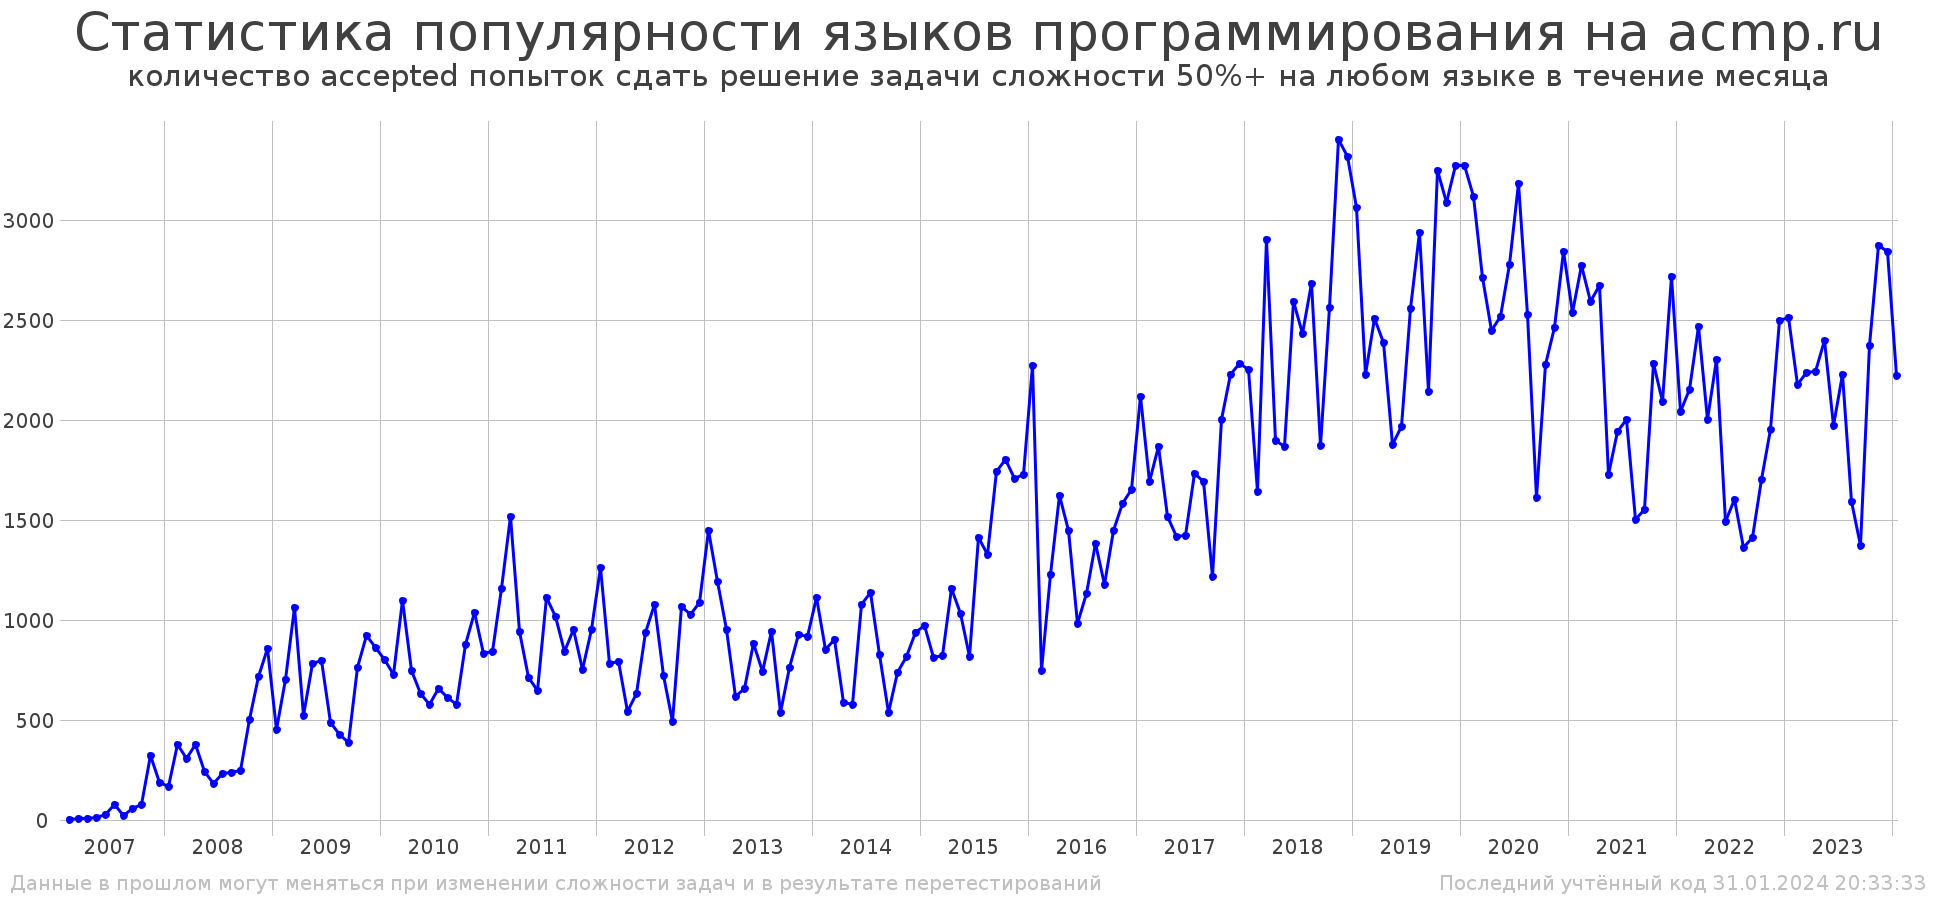 Статистика популярности языков программирования на acmp.ru
количество accepted попыток сдать решение задачи сложности 50%+ на любом языке в течение месяца
3000
2500
2000
1500
1000
500
0
2007 2008 2009 2010 2011 2012 2013 2014 2015 2016 2017 2018 2019 2020 2021 2022 2023
Данные в прошлом могут меняться при изменении сложности задач и в результате перетестирований
Последний учтённый код 31.01.2024 20:33:33